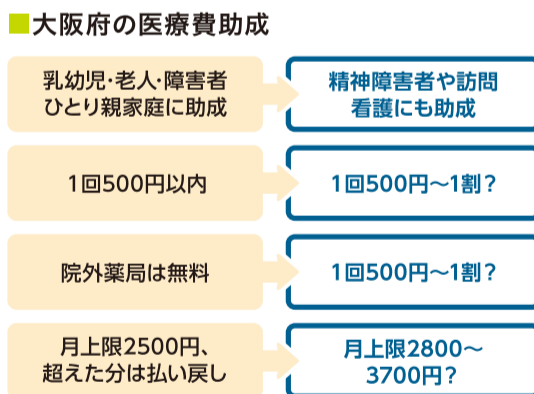 ■大阪府の医療費助成
乳幼児・老人・障害者
ひとり親家庭に助成
精神障害者や訪問
看護にも助成
1回500円以内
1回500円〜1割？
院外薬局は無料
1回500円〜1割？
月上限2500円、
超えた分は払い戻し
月上限2800〜
3700円？